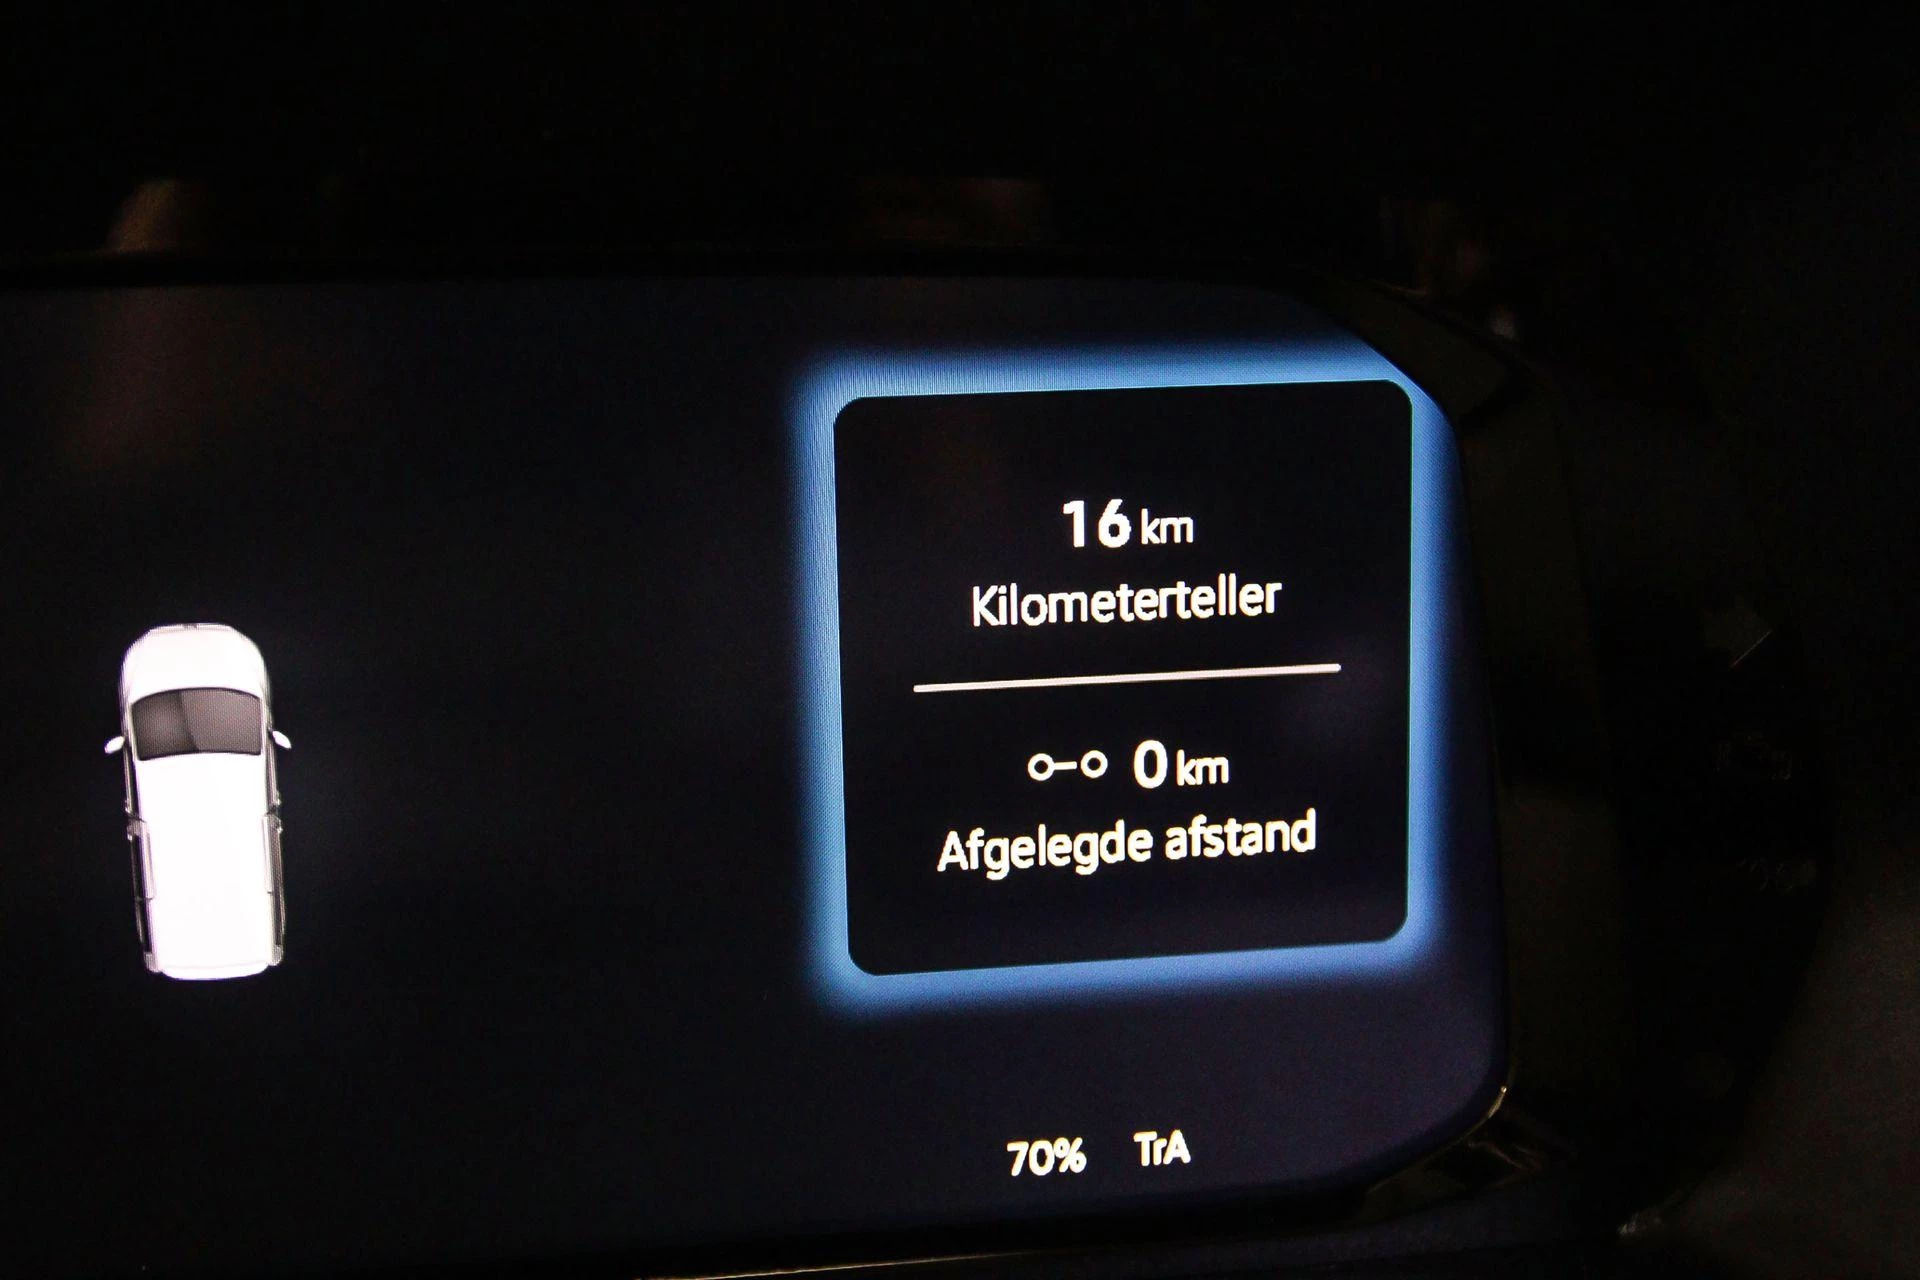 16 km
Kilometerteller
0 km
Afgelegde afstand
70% TrA